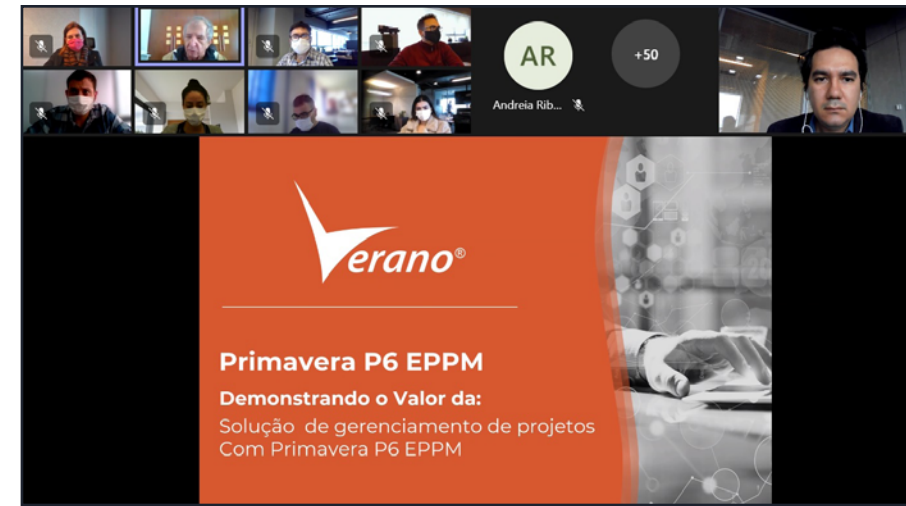 AR
+50
Andreia Rib...
Verano®
Primavera P6 EPPM
Demonstrando o Valor da:
Solução de gerenciamento de projetos
Com Primavera P6 EPPM